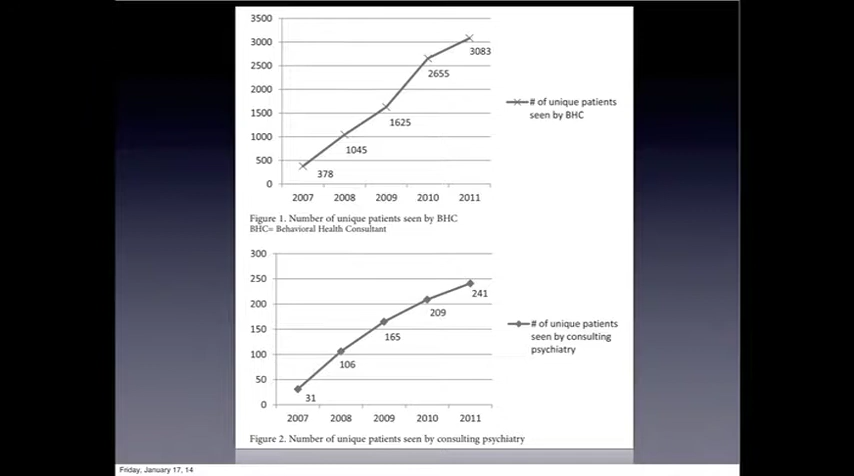 3500
3000
2500
2000
1500
1000
500
0
3083
2655
1625
1045
378
2007 2008 2009 2010 2011
# of unique patients
seen by BHC
Figure 1. Number of unique patients seen by BHC
BHC= Behavioral Health Consultant
300
250
200
150
100
50
0
241
209
165
106
31
2007 2008 2009 2010 2011
# of unique patients
seen by consulting
psychiatry
Figure 2. Number of unique patients seen by consulting psychiatry
Friday, January 17, 14